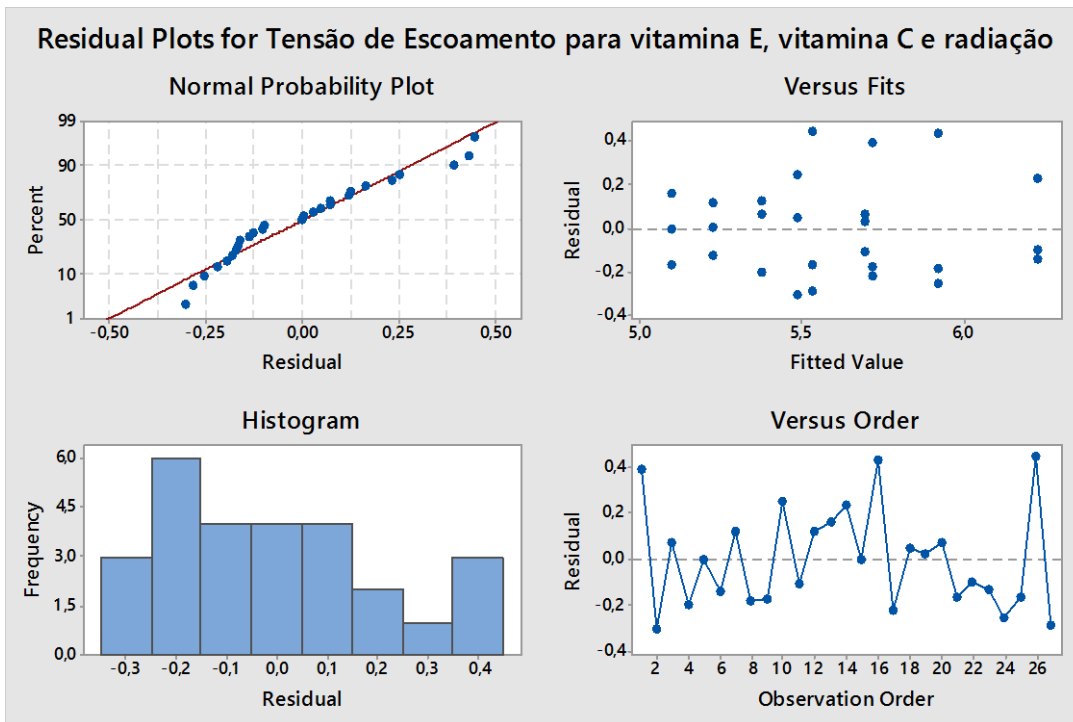 Residual Plots for Tensão de Escoamento para vitamina E, vitamina C e radiação
Normal Probability Plot
99
90
50
10
1
Percent
-0,50 -0,25 0,00 0,25 0,50
Residual
Versus Fits
0,4
0,2
0,0
-0,2
-0,4
Residual
5,0 5,5 6,0
Fitted Value
Histogram
6,0
4,5
3,0
1,5
0,0
Frequency
-0,3 -0,2 -0,1 0,0 0,1 0,2 0,3 0,4
Residual
Versus Order
0,4
0,2
0,0
-0,2
-0,4
Residual
2 4 6 8 10 12 14 16 18 20 22 24 26
Observation Order